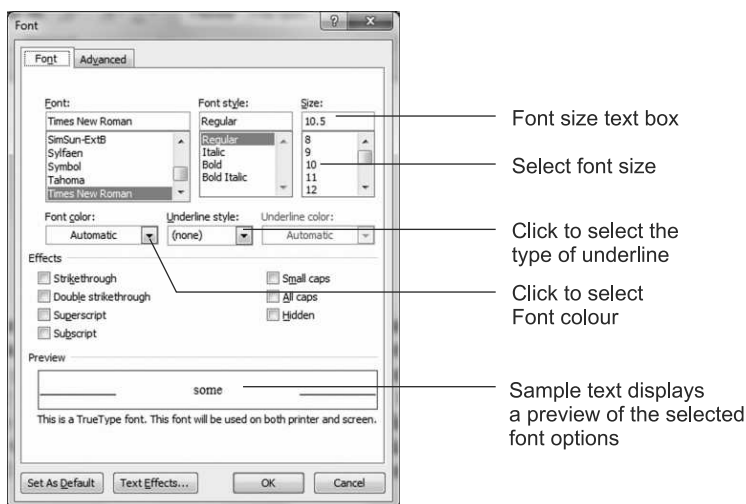 Font
Font Advanced
Font: Font style: Size:
Times New Roman Regular 10.5
SimSun-ExtB Regular 8
Sylfaen Italic 9
Symbol Bold 10
Tahoma Bold Italic 11
Times New Roman 12
Font color: Underline style: Underline color:
Automatic (none) Automatic
Effects
Strikethrough Small caps
Double strikethrough All caps
Superscript Hidden
Subscript
Preview
some
This is a TrueType font. This font will be used on both printer and screen.
Set As Default Text Effects... OK Cancel
Font size text box
Select font size
Click to select the
type of underline
Click to select
Font colour
Sample text displays
a preview of the selected
font options